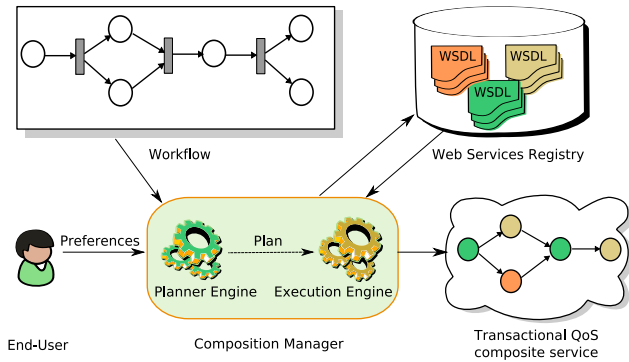 WSDL
WSDL
WSDL
Workflow
Web Services Registry
Preferences
Plan
Planner Engine
Execution Engine
End-User
Composition Manager
Transactional QoS
composite service